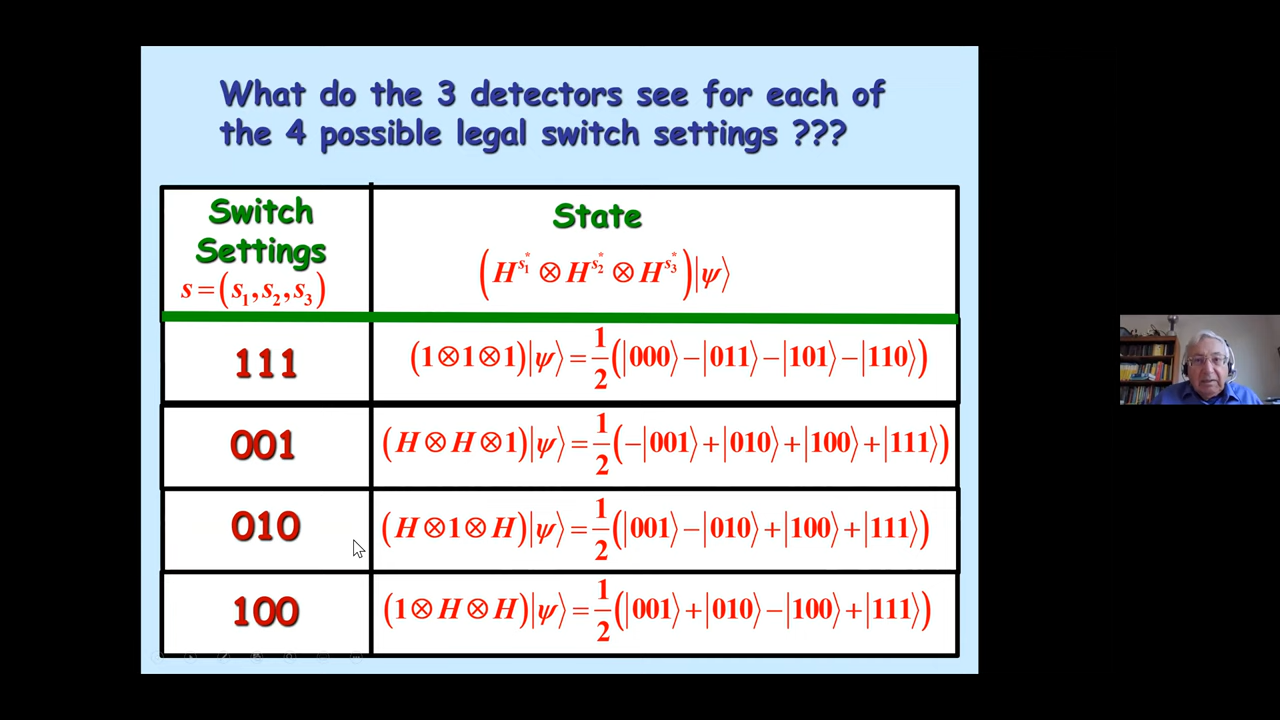 What do the 3 detectors see for each of
the 4 possible legal switch settings ???
Switch
Settings
s = (s₁, s₂, s₃)
State
(H^{s₁*} ⊗ H^{s₂*} ⊗ H^{s₃*})|ψ⟩
111
(1⊗1⊗1)|ψ⟩ = 1/2 (|000⟩ − |011⟩ − |101⟩ − |110⟩)
001
(H ⊗ H ⊗ 1)|ψ⟩ = 1/2 (−|001⟩ + |010⟩ + |100⟩ + |111⟩)
010
(H ⊗ 1 ⊗ H)|ψ⟩ = 1/2 (|001⟩ − |010⟩ + |100⟩ + |111⟩)
100
(1 ⊗ H ⊗ H)|ψ⟩ = 1/2 (|001⟩ + |010⟩ − |100⟩ + |111⟩)